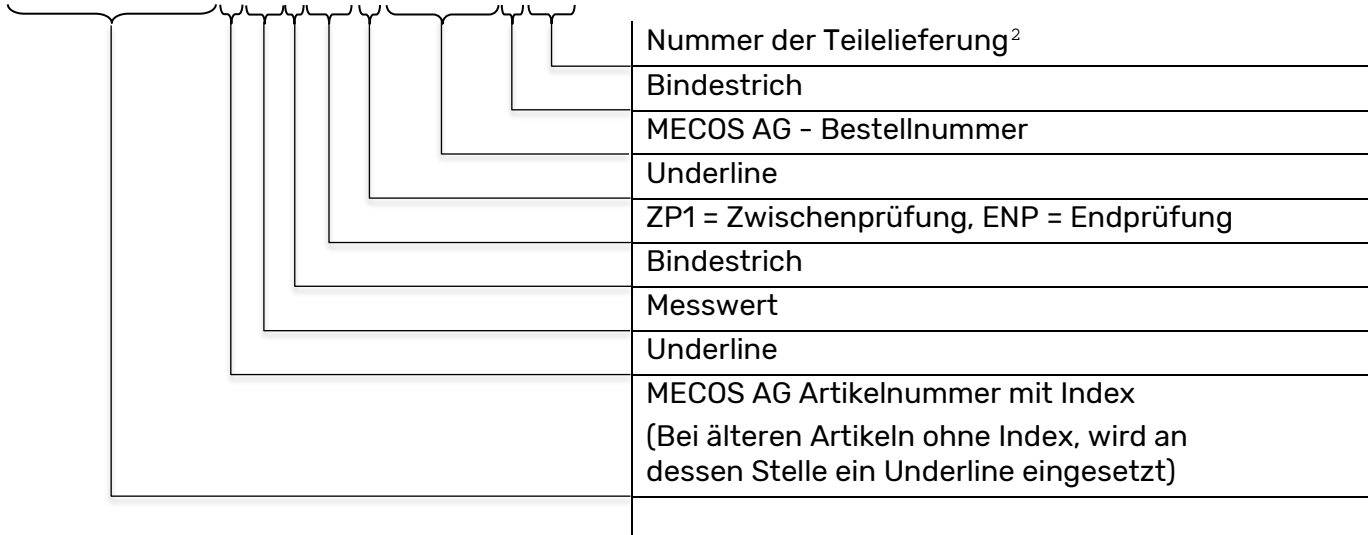 Nummer der Teilelieferung²
Bindestrich
MECOS AG - Bestellnummer
Underline
ZP1 = Zwischenprüfung, ENP = Endprüfung
Bindestrich
Messwert
Underline
MECOS AG Artikelnummer mit Index
(Bei älteren Artikeln ohne Index, wird an
dessen Stelle ein Underline eingesetzt)